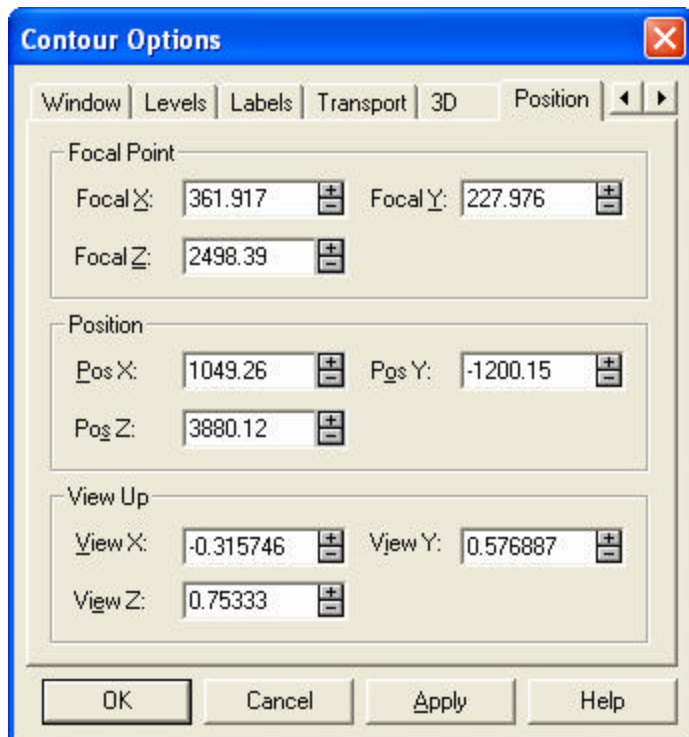 Contour Options
Window Levels Labels Transport 3D Position
Focal Point
Focal X: 361.917 Focal Y: 227.976
Focal Z: 2498.39
Position
Pos X: 1049.26 Pos Y: -1200.15
Pos Z: 3880.12
View Up
View X: -0.315746 View Y: 0.576887
View Z: 0.75333
OK Cancel Apply Help